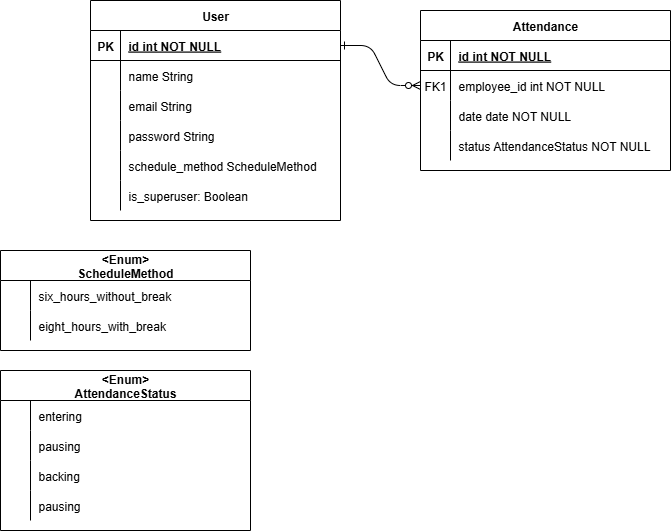 User
PK id int NOT NULL
name String
email String
password String
schedule_method ScheduleMethod
is_superuser: Boolean
Attendance
PK id int NOT NULL
FK1 employee_id int NOT NULL
date date NOT NULL
status AttendanceStatus NOT NULL
<Enum>
ScheduleMethod
six_hours_without_break
eight_hours_with_break
<Enum>
AttendanceStatus
entering
pausing
backing
pausing